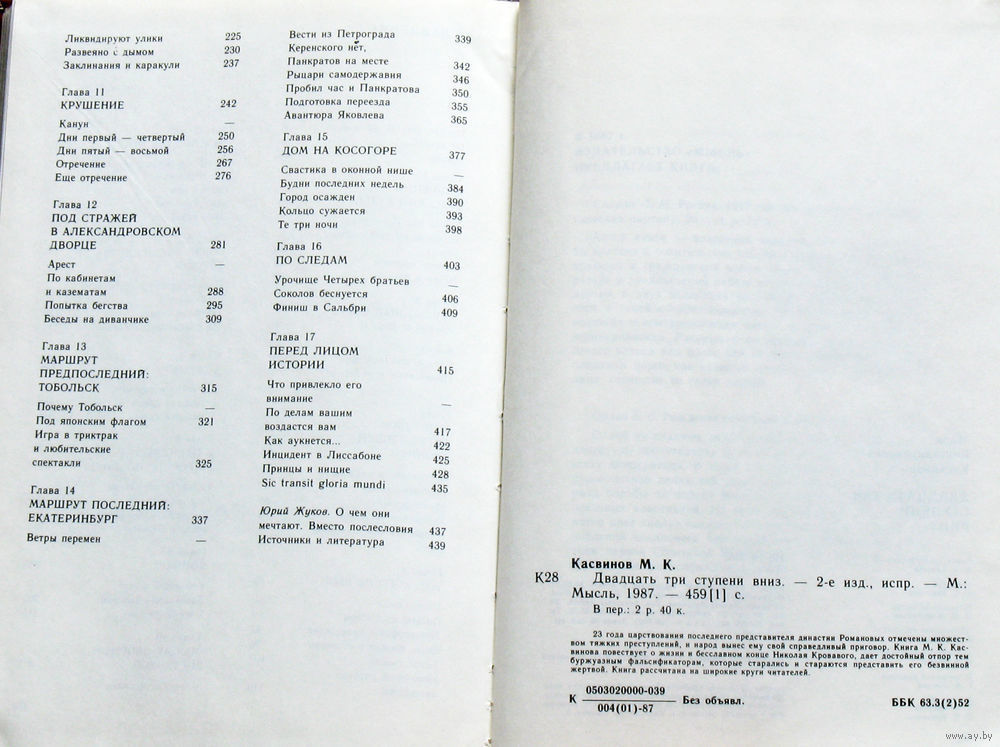 Ликвидируют улики 225
Развеяно с дымом 230
Заклинания и каракули 237
Глава 11
КРУШЕНИЕ 242
Канун —
Дни первый — четвертый 250
Дни пятый — восьмой 256
Отречение 267
Еще отречение 276
Глава 12
ПОД СТРАЖЕЙ
В АЛЕКСАНДРОВСКОМ
ДВОРЦЕ 281
Арест —
По кабинетам
и казематам 288
Попытка бегства 295
Беседы на диванчике 309
Глава 13
МАРШРУТ
ПРЕДПОСЛЕДНИЙ:
ТОБОЛЬСК 315
Почему Тобольск —
Под японским флагом 321
Игра в триктрак
и любительские
спектакли 325
Глава 14
МАРШРУТ ПОСЛЕДНИЙ:
ЕКАТЕРИНБУРГ 337
Ветры перемен —
Вести из Петрограда 339
Керенского нет,
Панкратов на месте 342
Рыцари самодержавия 346
Пробил час и Панкратова 350
Подготовка переезда 355
Авантюра Яковлева 365
Глава 15
ДОМ НА КОСОГОРЕ 377
Свастика в оконной нише —
Будни последних недель 384
Город осажден 390
Кольцо сужается 393
Те три ночи 398
Глава 16
ПО СЛЕДАМ 403
Урочище Четырех братьев —
Соколов беснуется 406
Финиш в Сальбри 409
Глава 17
ПЕРЕД ЛИЦОМ
ИСТОРИИ 415
Что привлекло его
внимание —
По делам вашим
воздастся вам 417
Как аукнется... 422
Инцидент в Лиссабоне 425
Принцы и нищие 428
Sic transit gloria mundi 435
Юрий Жуков. О чем они
мечтают. Вместо послесловия 437
Источники и литература 439
Касвинов М. К.
К28 Двадцать три ступени вниз. — 2-е изд., испр. — М.:
Мысль, 1987. — 459[1] с.
В пер.: 2 р. 40 к.
23 года царствования последнего представителя династии Романовых отмечены множест-
вом тяжких преступлений, и народ вынес ему свой справедливый приговор. Книга М. К. Кас-
винова повествует о жизни и бесславном конце Николая Кровавого, дает достойный отпор тем
буржуазным фальсификаторам, которые старались и стараются представить его безвинной
жертвой. Книга рассчитана на широкие круги читателей.
К 0503020000-039
004(01)-87 Без объявл.
ББК 63.3(2)52
www.ay.by